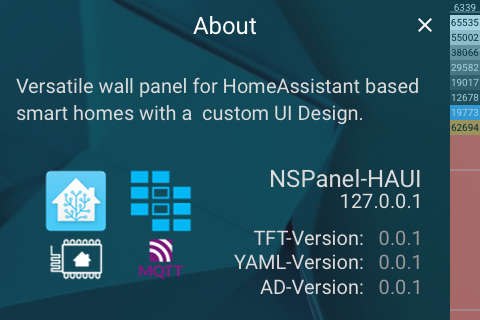 About
6339
65535
55002
38066
29582
19017
12678
19773
62694
Versatile wall panel for HomeAssistant based
smart homes with a custom UI Design.
NSPanel-HAUI
127.0.0.1
MQTT
TFT-Version: 0.0.1
YAML-Version: 0.0.1
AD-Version: 0.0.1